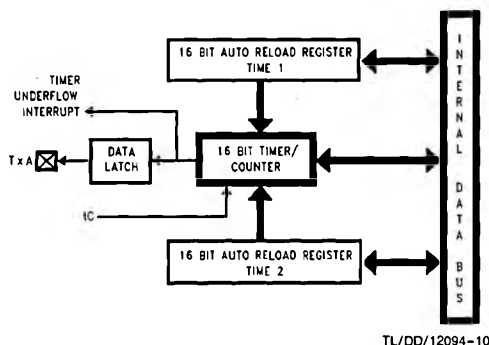 16 BIT AUTO RELOAD REGISTER
TIME 1
TIMER
UNDERFLOW
INTERRUPT
TxA
DATA
LATCH
16 BIT TIMER/
COUNTER
tC
16 BIT AUTO RELOAD REGISTER
TIME 2
INTERNAL DATA BUS
TL/DD/12094-10